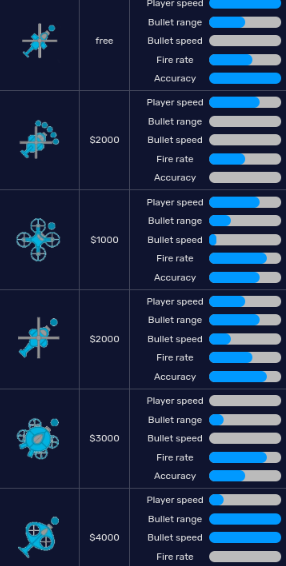 Player speed
Bullet range
free
Bullet speed
Fire rate
Accuracy
Player speed
Bullet range
$2000
Bullet speed
Fire rate
Accuracy
Player speed
Bullet range
$1000
Bullet speed
Fire rate
Accuracy
Player speed
Bullet range
$2000
Bullet speed
Fire rate
Accuracy
Player speed
Bullet range
$3000
Bullet speed
Fire rate
Accuracy
Player speed
Bullet range
$4000
Bullet speed
Fire rate